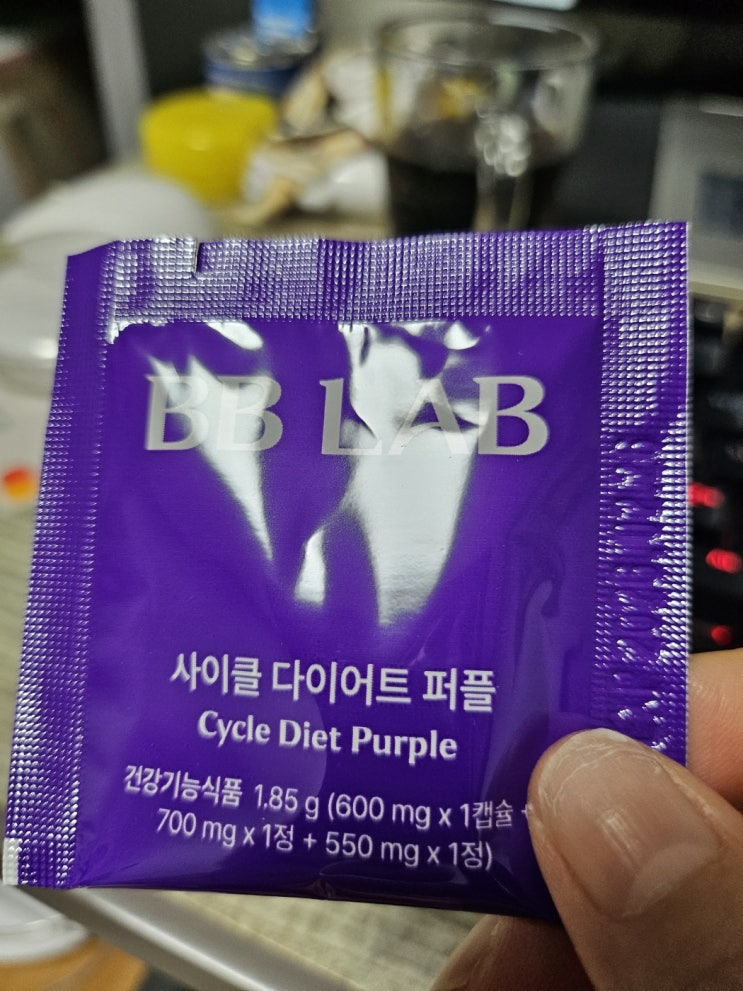 BB LAB
사이클 다이어트 퍼플
Cycle Diet Purple
건강기능식품 1.85 g (600 mg x 1캡슐 +
700 mg x 1정 + 550 mg x 1정)